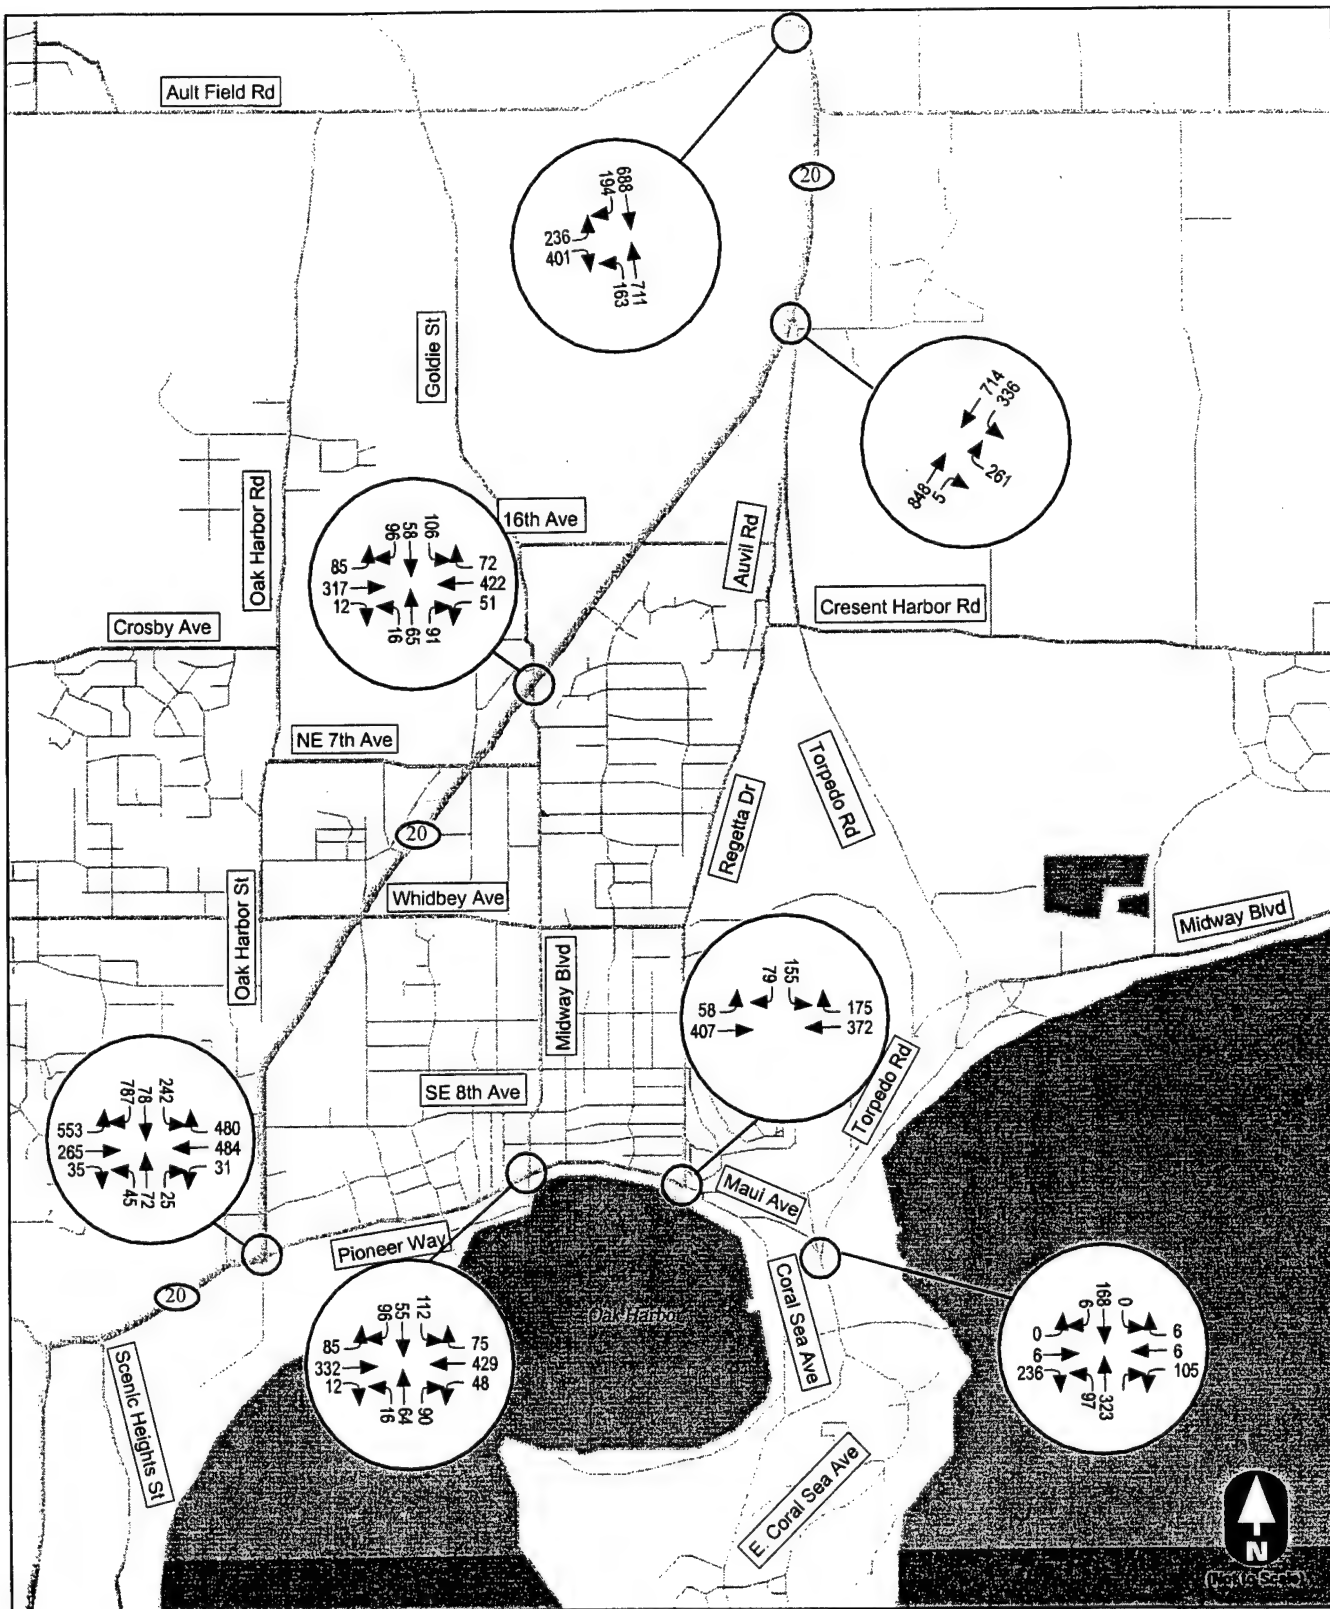 Ault Field Rd
20
688
194
236
401
163
711
Goldie St
714
336
261
848
5
Oak Harbor Rd
16th Ave
Auvil Rd
106
58
96
85
317
12
72
422
51
16
65
91
Cresent Harbor Rd
Crosby Ave
NE 7th Ave
Torpedo Rd
Regetta Dr
20
Whidbey Ave
Oak Harbor St
Midway Blvd
Midway Blvd
155
79
58
407
175
372
SE 8th Ave
Torpedo Rd
242
78
787
553
265
35
480
484
31
45
72
25
Maui Ave
Pioneer Way
20
Coral Sea Ave
Oak Harbor
112
55
96
85
332
12
75
429
48
16
64
90
0
168
6
0
6
236
6
6
105
97
323
Scenic Heights St
E. Coral Sea Ave
N
(Not to Scale)